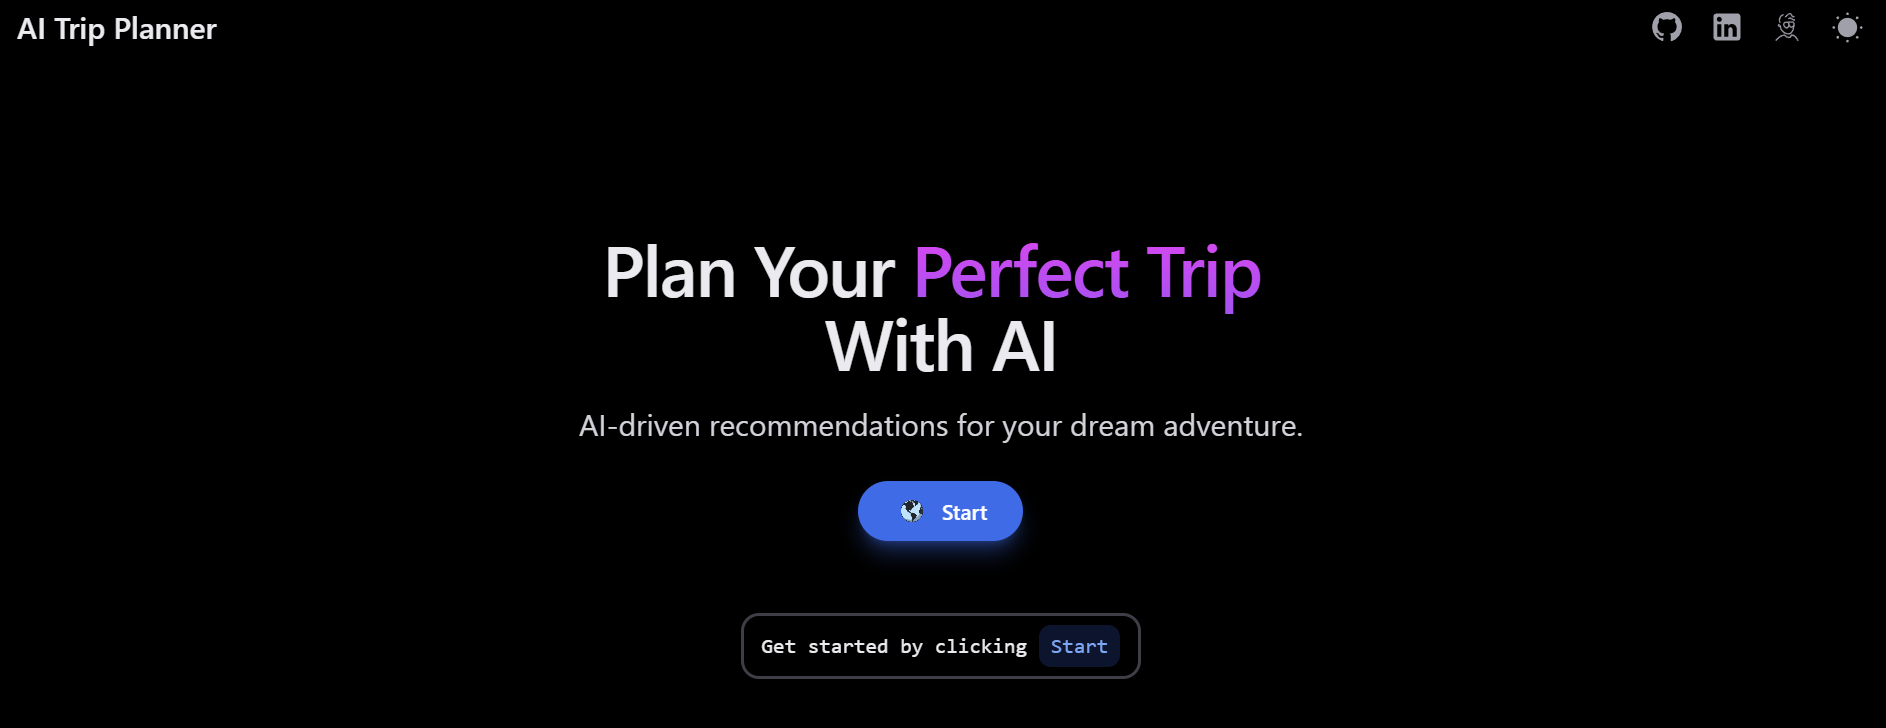 AI Trip Planner
Plan Your Perfect Trip
With AI
AI-driven recommendations for your dream adventure.
Start
Get started by clicking Start